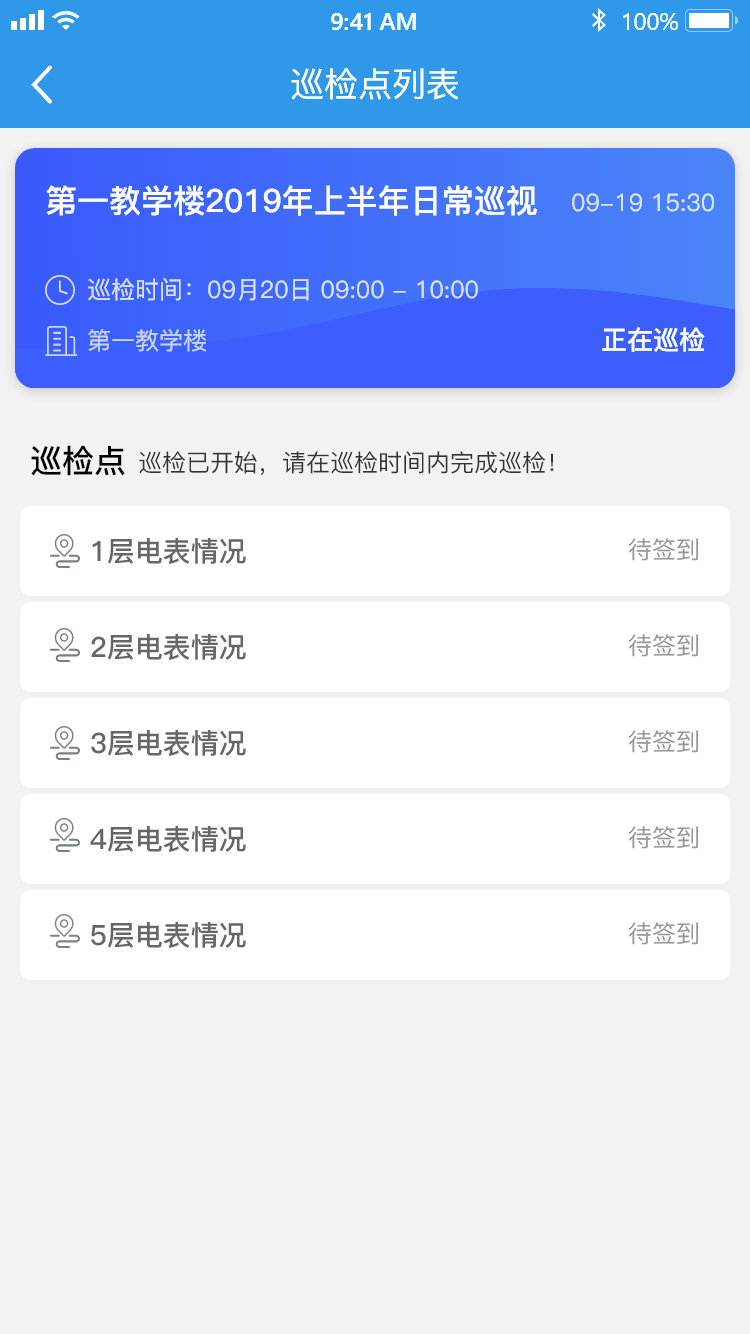 9:41 AM 100%
巡检点列表
第一教学楼2019年上半年日常巡视 09-19 15:30
巡检时间：09月20日 09:00 - 10:00
第一教学楼 正在巡检
巡检点 巡检已开始，请在巡检时间内完成巡检！
1层电表情况 待签到
2层电表情况 待签到
3层电表情况 待签到
4层电表情况 待签到
5层电表情况 待签到